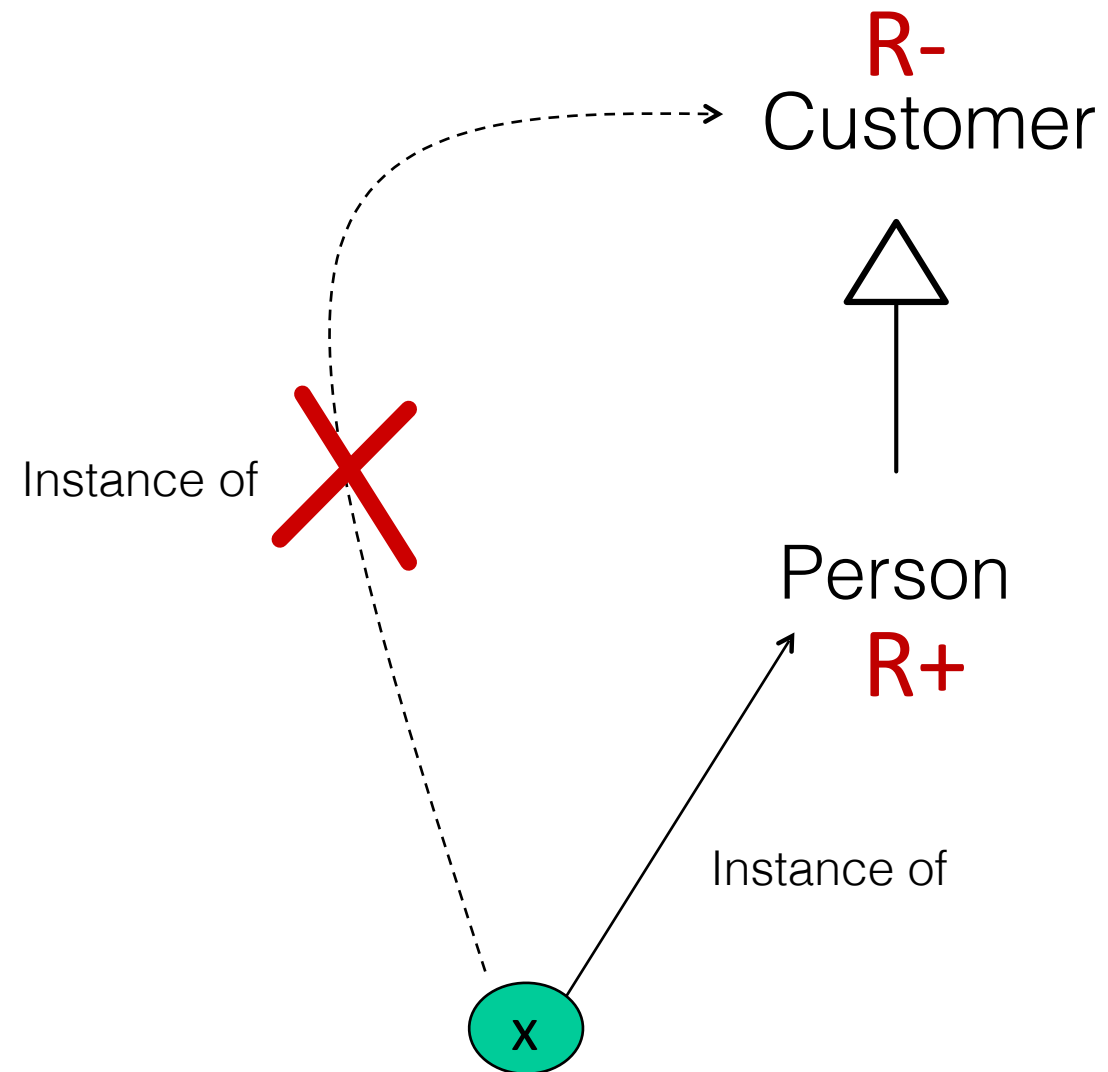 R-
Customer
Instance of
Person
R+
Instance of
x